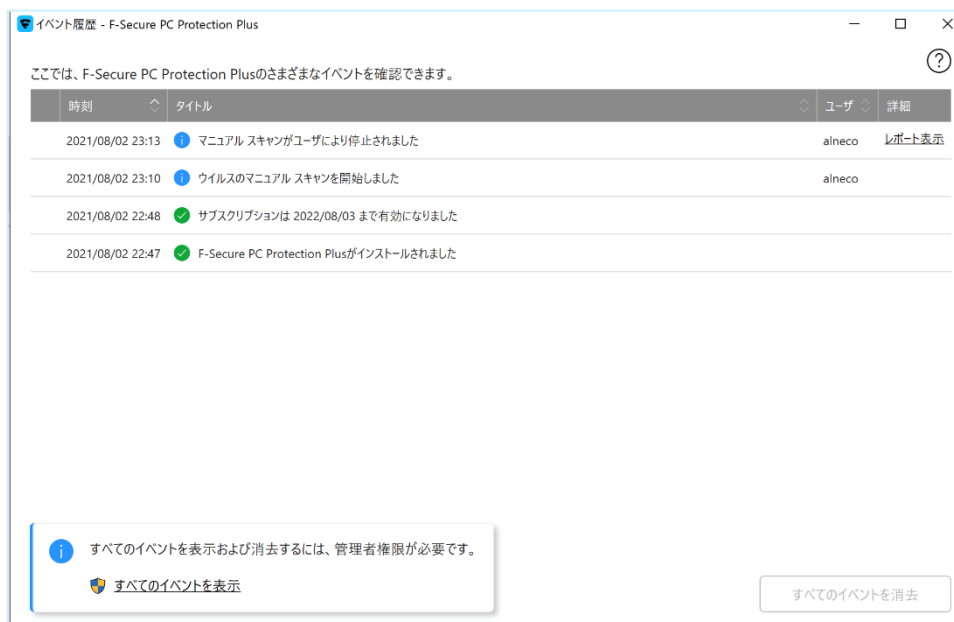 イベント履歴 - F-Secure PC Protection Plus
ここでは、F-Secure PC Protection Plusのさまざまなイベントを確認できます。
時刻 タイトル ユーザ 詳細
2021/08/02 23:13 マニュアル スキャンがユーザにより停止されました alneco レポート表示
2021/08/02 23:10 ウイルスのマニュアル スキャンを開始しました alneco
2021/08/02 22:48 サブスクリプションは 2022/08/03 まで有効になりました
2021/08/02 22:47 F-Secure PC Protection Plusがインストールされました
すべてのイベントを表示および消去するには、管理者権限が必要です。
すべてのイベントを表示
すべてのイベントを消去